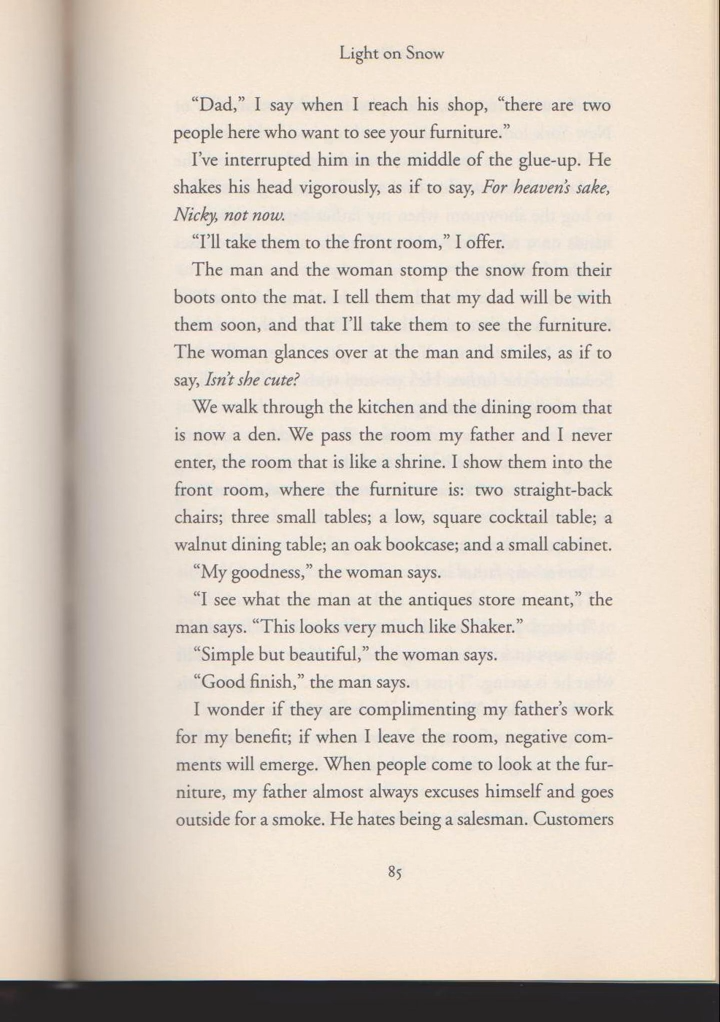 Light on Snow
“Dad,” I say when I reach his shop, “there are two
people here who want to see your furniture.”
I’ve interrupted him in the middle of the glue-up. He
shakes his head vigorously, as if to say, For heaven’s sake,
Nicky, not now.
“I’ll take them to the front room,” I offer.
The man and the woman stomp the snow from their
boots onto the mat. I tell them that my dad will be with
them soon, and that I’ll take them to see the furniture.
The woman glances over at the man and smiles, as if to
say, Isn’t she cute?
We walk through the kitchen and the dining room that
is now a den. We pass the room my father and I never
enter, the room that is like a shrine. I show them into the
front room, where the furniture is: two straight-back
chairs; three small tables; a low, square cocktail table; a
walnut dining table; an oak bookcase; and a small cabinet.
“My goodness,” the woman says.
“I see what the man at the antiques store meant,” the
man says. “This looks very much like Shaker.”
“Simple but beautiful,” the woman says.
“Good finish,” the man says.
I wonder if they are complimenting my father’s work
for my benefit; if when I leave the room, negative com-
ments will emerge. When people come to look at the fur-
niture, my father almost always excuses himself and goes
outside for a smoke. He hates being a salesman. Customers
85